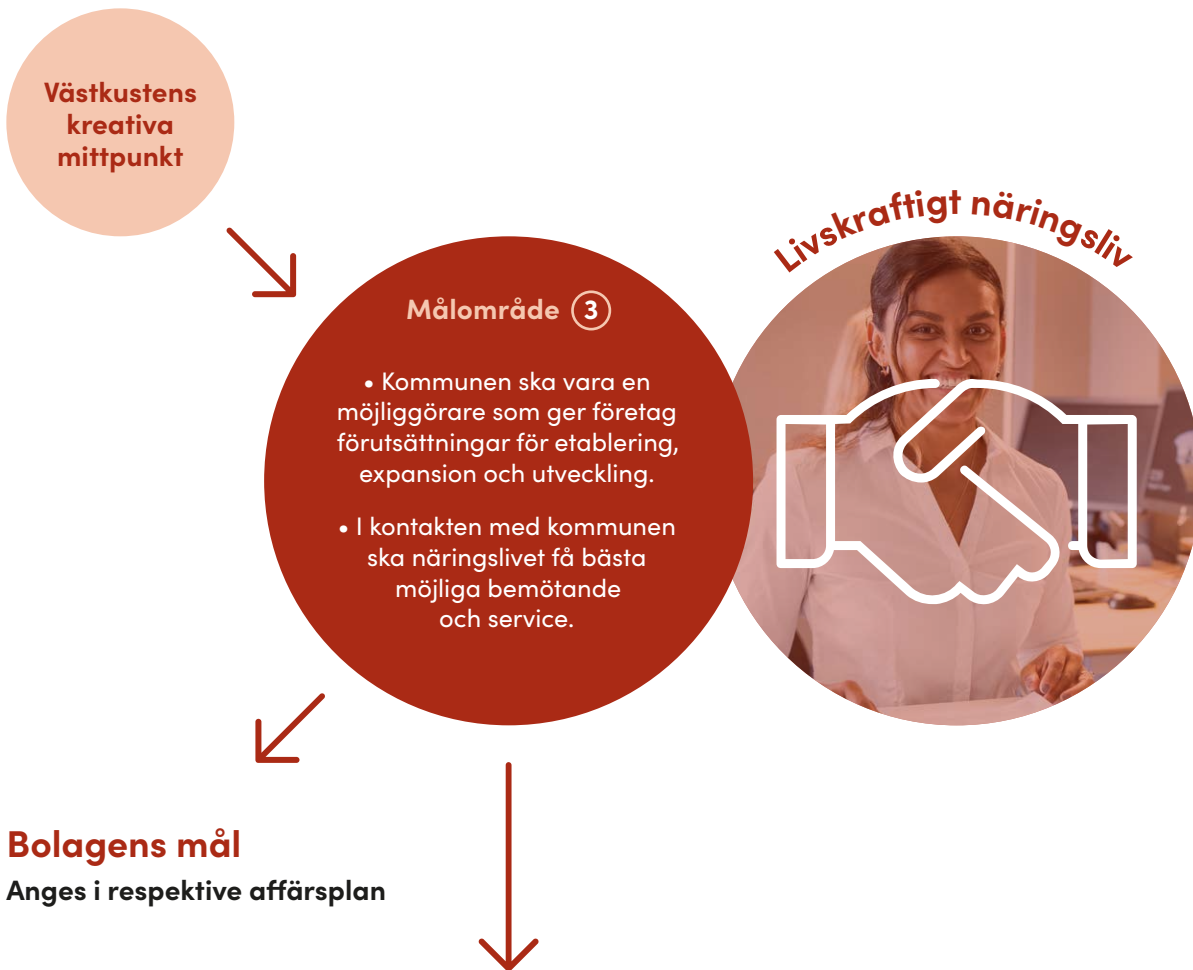 Västkustens
kreativa
mittpunkt
Livskraftigt näringsliv
Målområde 3
• Kommunen ska vara en
möjliggörare som ger företag
förutsättningar för etablering,
expansion och utveckling.
• I kontakten med kommunen
ska näringslivet få bästa
möjliga bemötande
och service.
Bolagens mål
Anges i respektive affärsplan